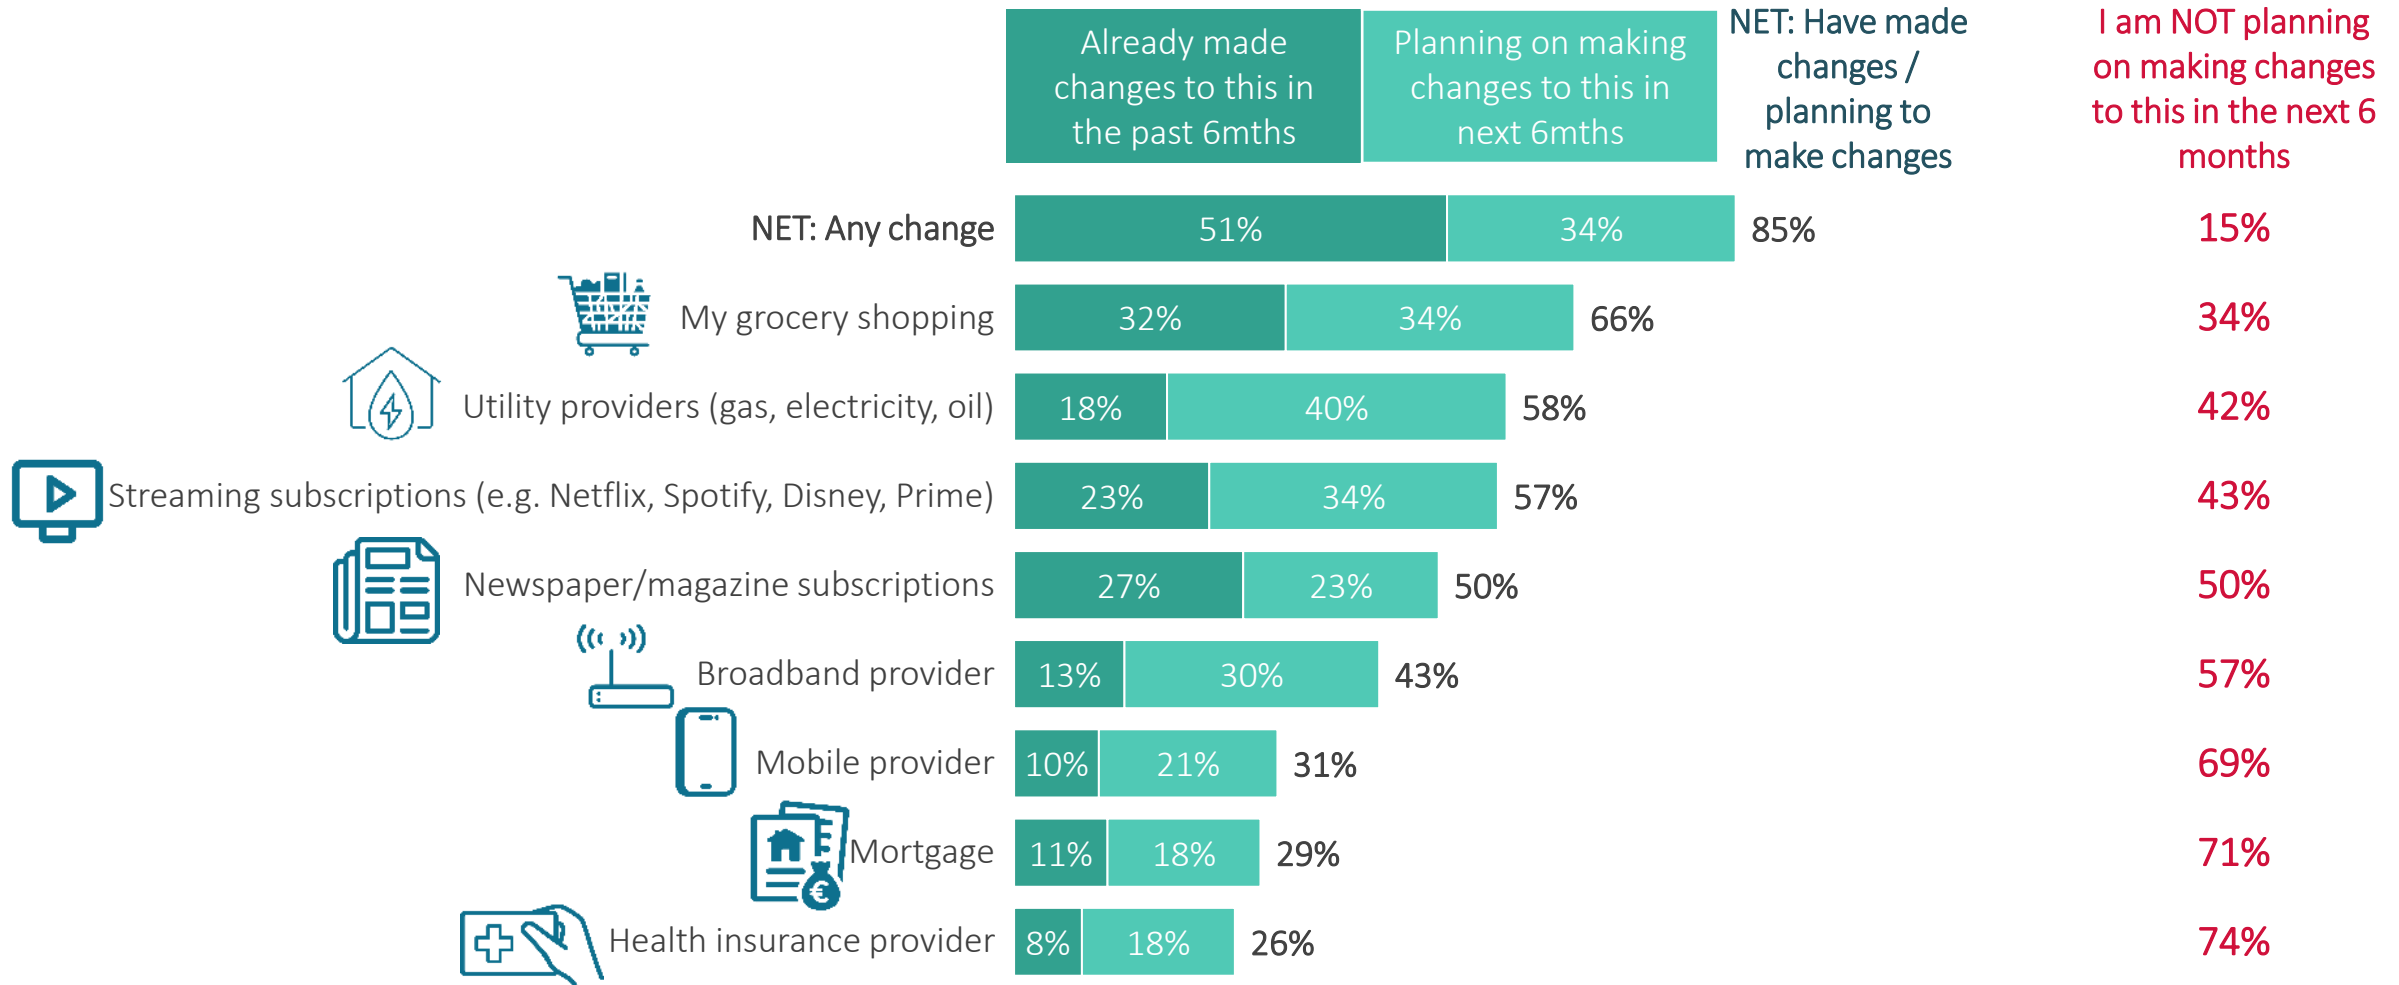 Already made
changes to this in
the past 6mths
Planning on making
changes to this in
next 6mths
NET: Have made
changes /
planning to
make changes
I am NOT planning
on making changes
to this in the next 6
months
NET: Any change 51% 34% 85% 15%
My grocery shopping 32% 34% 66% 34%
Utility providers (gas, electricity, oil) 18% 40% 58% 42%
Streaming subscriptions (e.g. Netflix, Spotify, Disney, Prime) 23% 34% 57% 43%
Newspaper/magazine subscriptions 27% 23% 50% 50%
Broadband provider 13% 30% 43% 57%
Mobile provider 10% 21% 31% 69%
Mortgage 11% 18% 29% 71%
€
Health insurance provider 8% 18% 26% 74%